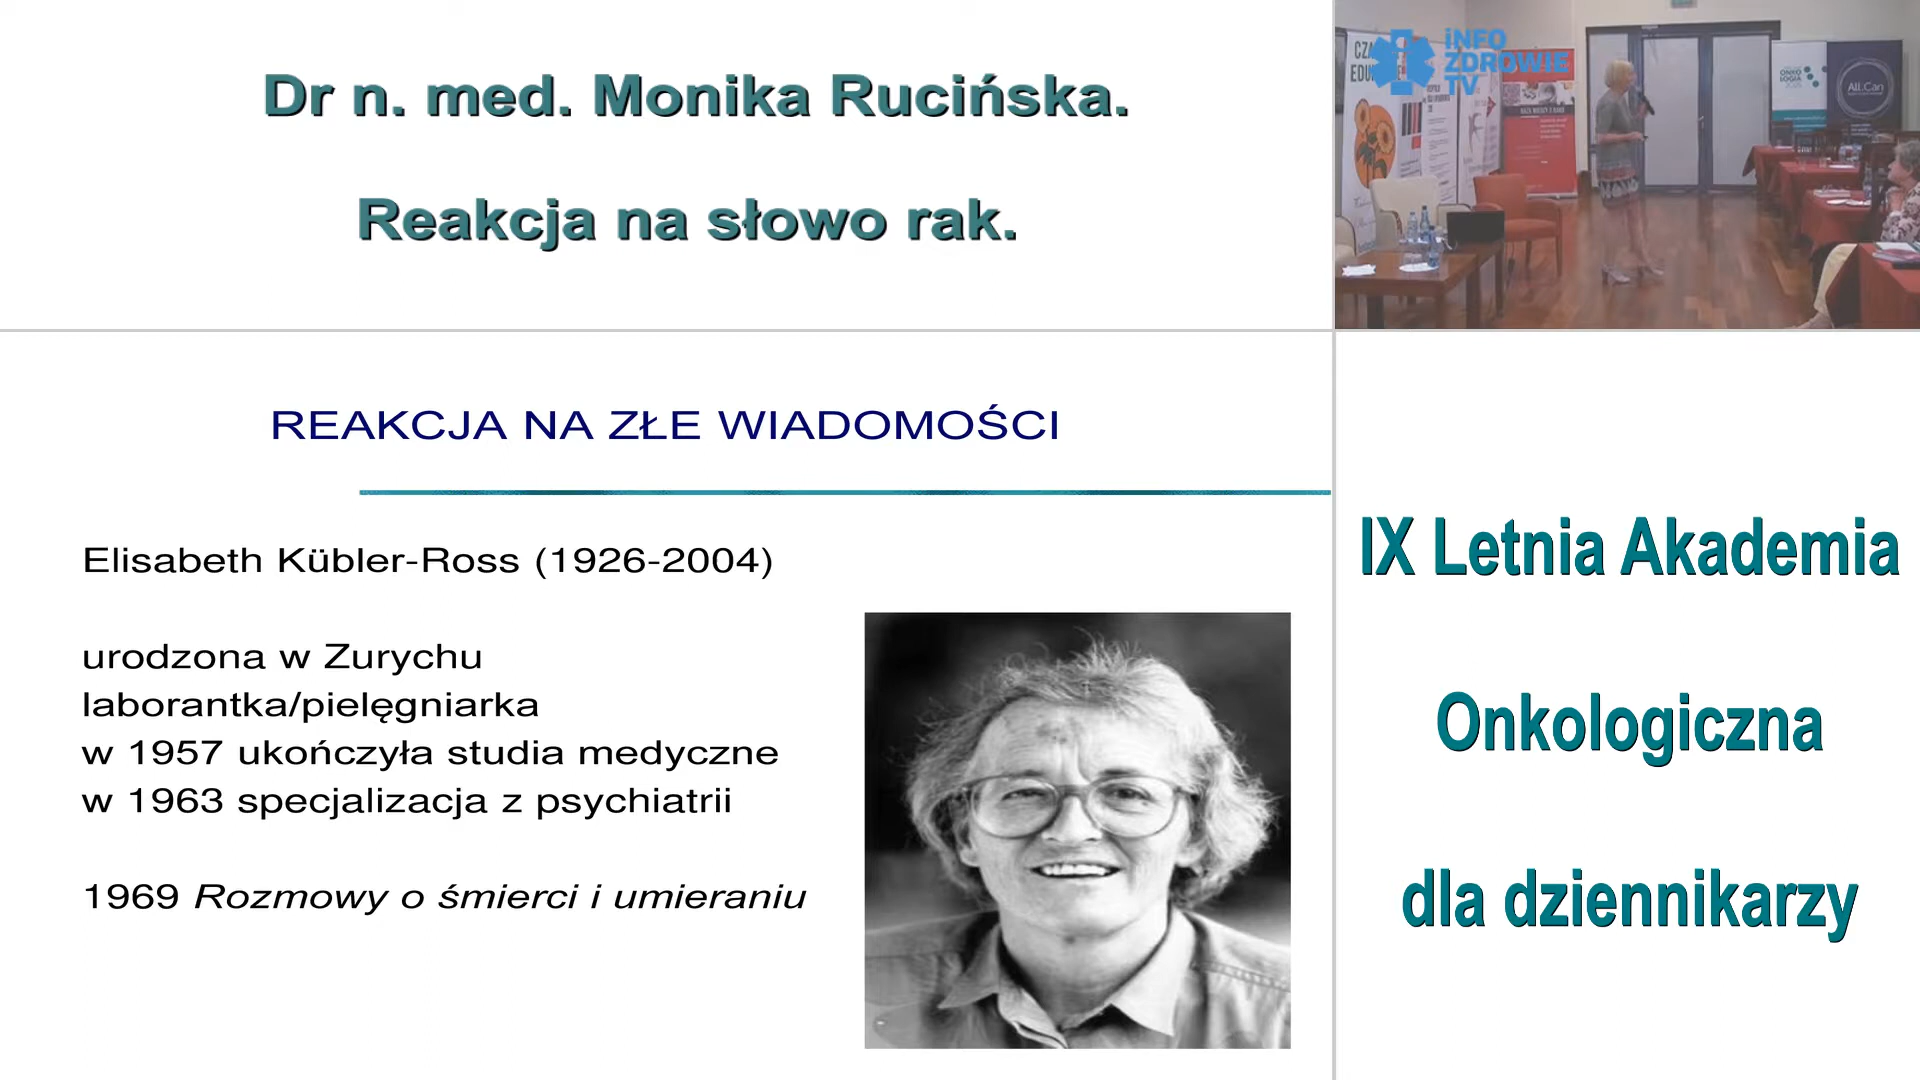 Dr n. med. Monika Rucińska.
Reakcja na słowo rak.
iNFO
ZDROWIE
TV
All.Can
REAKCJA NA ZŁE WIADOMOŚCI
Elisabeth Kübler-Ross (1926-2004)
urodzona w Zurychu
laborantka/pielęgniarka
w 1957 ukończyła studia medyczne
w 1963 specjalizacja z psychiatrii
1969 Rozmowy o śmierci i umieraniu
IX Letnia Akademia
Onkologiczna
dla dziennikarzy